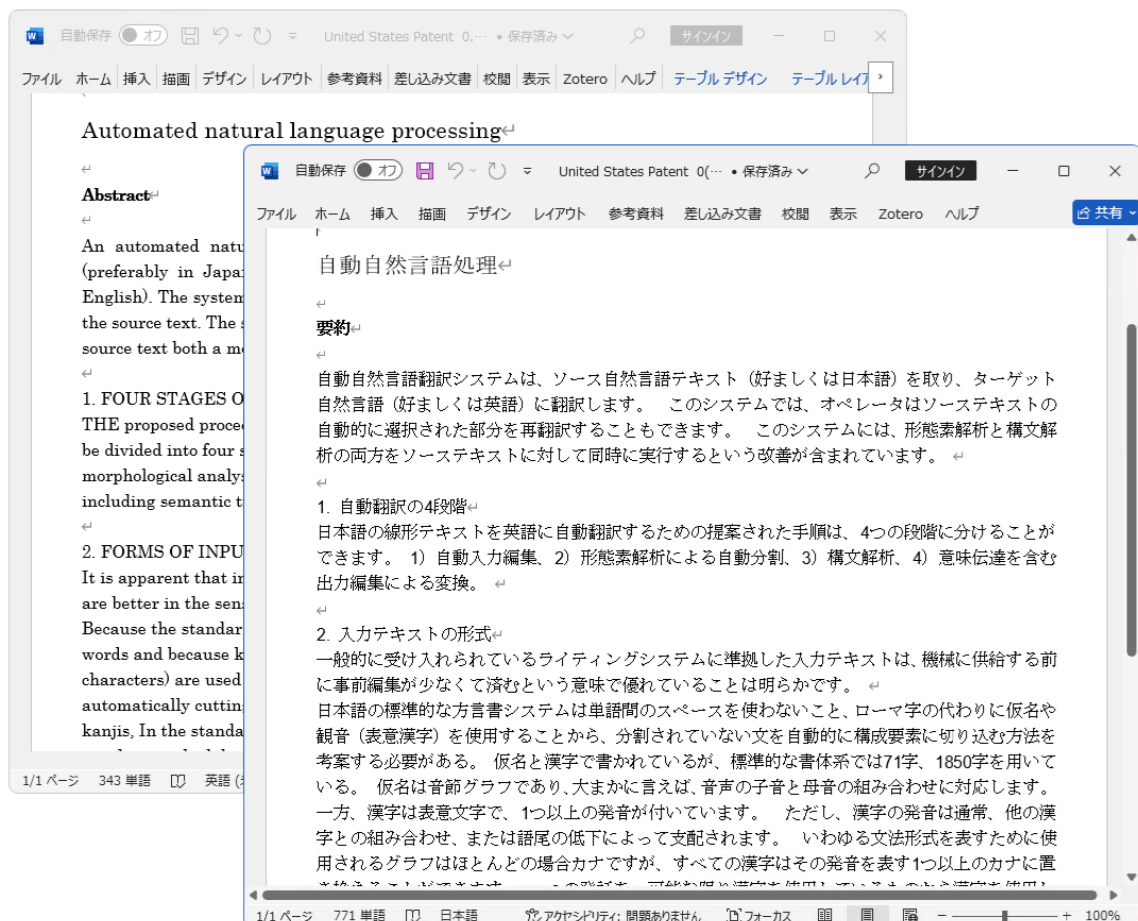 自動保存 オフ United States Patent 0.… • 保存済み サインイン
ファイル ホーム 挿入 描画 デザイン レイアウト 参考資料 差し込み文書 校閲 表示 Zotero ヘルプ テーブル デザイン テーブル レイア
Automated natural language processing
Abstract
An automated natu
(preferably in Japa
English). The system
the source text. The s
source text both a mo
1. FOUR STAGES O
THE proposed proced
be divided into four s
morphological analys
including semantic t
2. FORMS OF INPU
It is apparent that in
are better in the sens
Because the standar
words and because k
characters) are used
automatically cutting
kanjis, In the standa
1/1 ページ 343 単語 英語 (
自動保存 オフ United States Patent 0(… • 保存済み サインイン
ファイル ホーム 挿入 描画 デザイン レイアウト 参考資料 差し込み文書 校閲 表示 Zotero ヘルプ 共有
自動自然言語処理
要約
自動自然言語翻訳システムは、ソース自然言語テキスト（好ましくは日本語）を取り、ターゲット
自然言語（好ましくは英語）に翻訳します。 このシステムでは、オペレータはソーステキストの
自動的に選択された部分を再翻訳することもできます。 このシステムには、形態素解析と構文解
析の両方をソーステキストに対して同時に実行するという改善が含まれています。
1. 自動翻訳の4段階
日本語の線形テキストを英語に自動翻訳するための提案された手順は、4つの段階に分けることが
できます。 1）自動入力編集、2）形態素解析による自動分割、3）構文解析、4）意味伝達を含む
出力編集による変換。
2. 入力テキストの形式
一般的に受け入れられているライティングシステムに準拠した入力テキストは、機械に供給する前
に事前編集が少なくて済むという意味で優れていることは明らかです。
日本語の標準的な方言書システムは単語間のスペースを使わないこと、ローマ字の代わりに仮名や
観音（表意漢字）を使用することから、分割されていない文を自動的に構成要素に切り込む方法を
考案する必要がある。 仮名と漢字で書かれているが、標準的な書体系では71字、1850字を用いて
いる。 仮名は音節グラフであり、大まかに言えば、音声の子音と母音の組み合わせに対応します。
一方、漢字は表意文字で、1つ以上の発音が付いています。 ただし、漢字の発音は通常、他の漢
字との組み合わせ、または語尾の低下によって支配されます。 いわゆる文法形式を表すために使
用されるグラフはほとんどの場合カナですが、すべての漢字はその発音を表す1つ以上のカナに置
1/1 ページ 771 単語 日本語 アクセシビリティ: 問題ありません フォーカス 100%